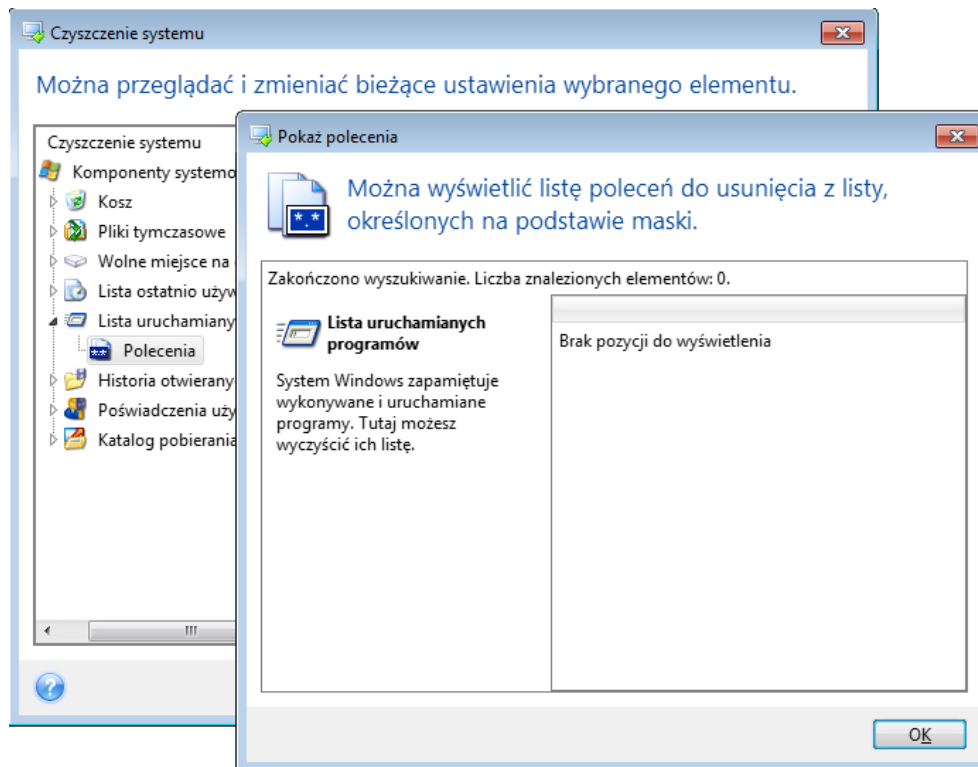 Czyszczenie systemu
Można przeglądać i zmieniać bieżące ustawienia wybranego elementu.
Czyszczenie systemu
Komponenty systemo
Kosz
Pliki tymczasowe
Wolne miejsce na
Lista ostatnio używ
Lista uruchamiany
Polecenia
Historia otwierany
Poświadczenia uży
Katalog pobierania
Pokaż polecenia
*.*
Można wyświetlić listę poleceń do usunięcia z listy,
określonych na podstawie maski.
Zakończono wyszukiwanie. Liczba znalezionych elementów: 0.
Lista uruchamianych
programów
System Windows zapamiętuje
wykonywane i uruchamiane
programy. Tutaj możesz
wyczyścić ich listę.
Brak pozycji do wyświetlenia
OK